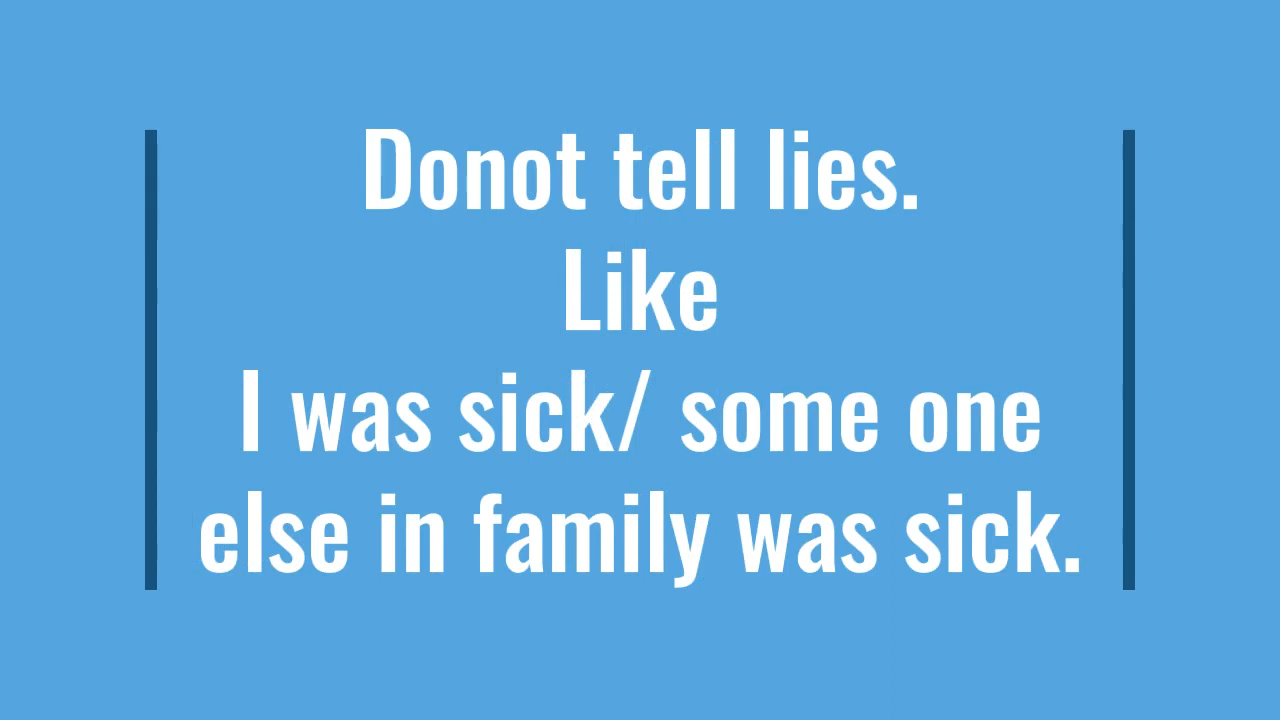 Donot tell lies.
Like
I was sick/ some one
else in family was sick.